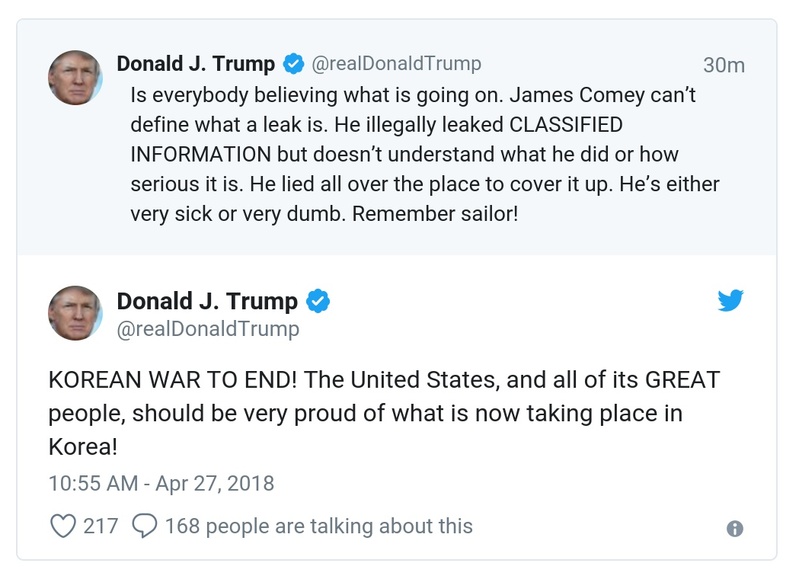 Donald J. Trump @realDonaldTrump 30m
Is everybody believing what is going on. James Comey can’t
define what a leak is. He illegally leaked CLASSIFIED
INFORMATION but doesn’t understand what he did or how
serious it is. He lied all over the place to cover it up. He’s either
very sick or very dumb. Remember sailor!
Donald J. Trump
@realDonaldTrump
KOREAN WAR TO END! The United States, and all of its GREAT
people, should be very proud of what is now taking place in
Korea!
10:55 AM - Apr 27, 2018
217 168 people are talking about this